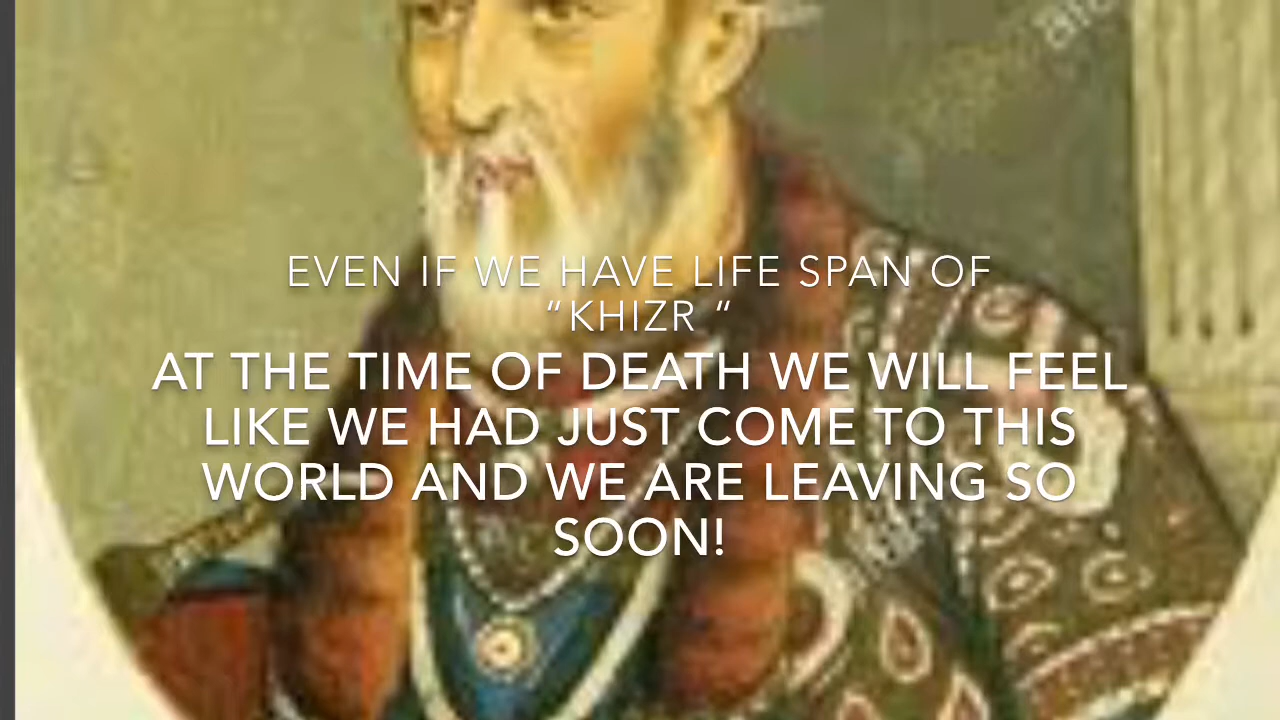 EVEN IF WE HAVE LIFE SPAN OF
“KHIZR “
AT THE TIME OF DEATH WE WILL FEEL
LIKE WE HAD JUST COME TO THIS
WORLD AND WE ARE LEAVING SO
SOON!